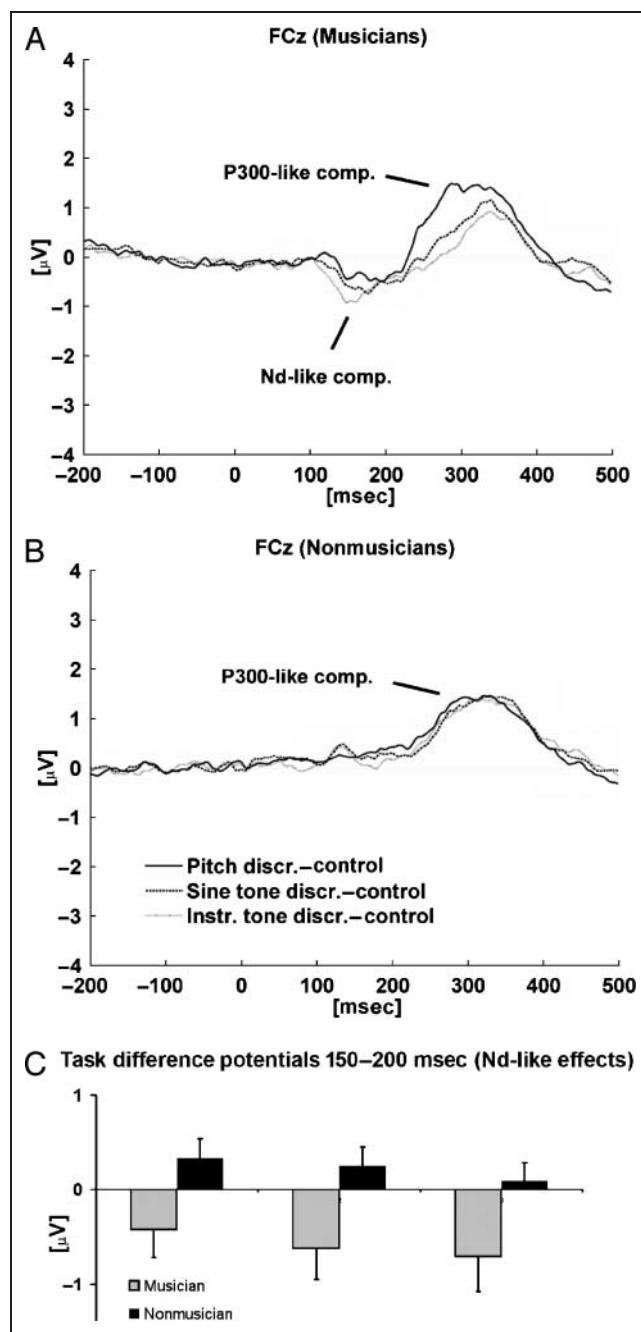 A
FCz (Musicians)
4
3
P300-like comp.
2
1
[µV]
0
−1
Nd-like comp.
−2
−3
−4
−200 −100 0 100 200 300 400 500
[msec]
B
FCz (Nonmusicians)
4
3
P300-like comp.
2
1
[µV]
0
−1
Pitch discr.–control
−2
Sine tone discr.–control
−3
Instr. tone discr.–control
−4
−200 −100 0 100 200 300 400 500
[msec]
C Task difference potentials 150–200 msec (Nd-like effects)
1
0
[µV]
−1
Musician
Nonmusician